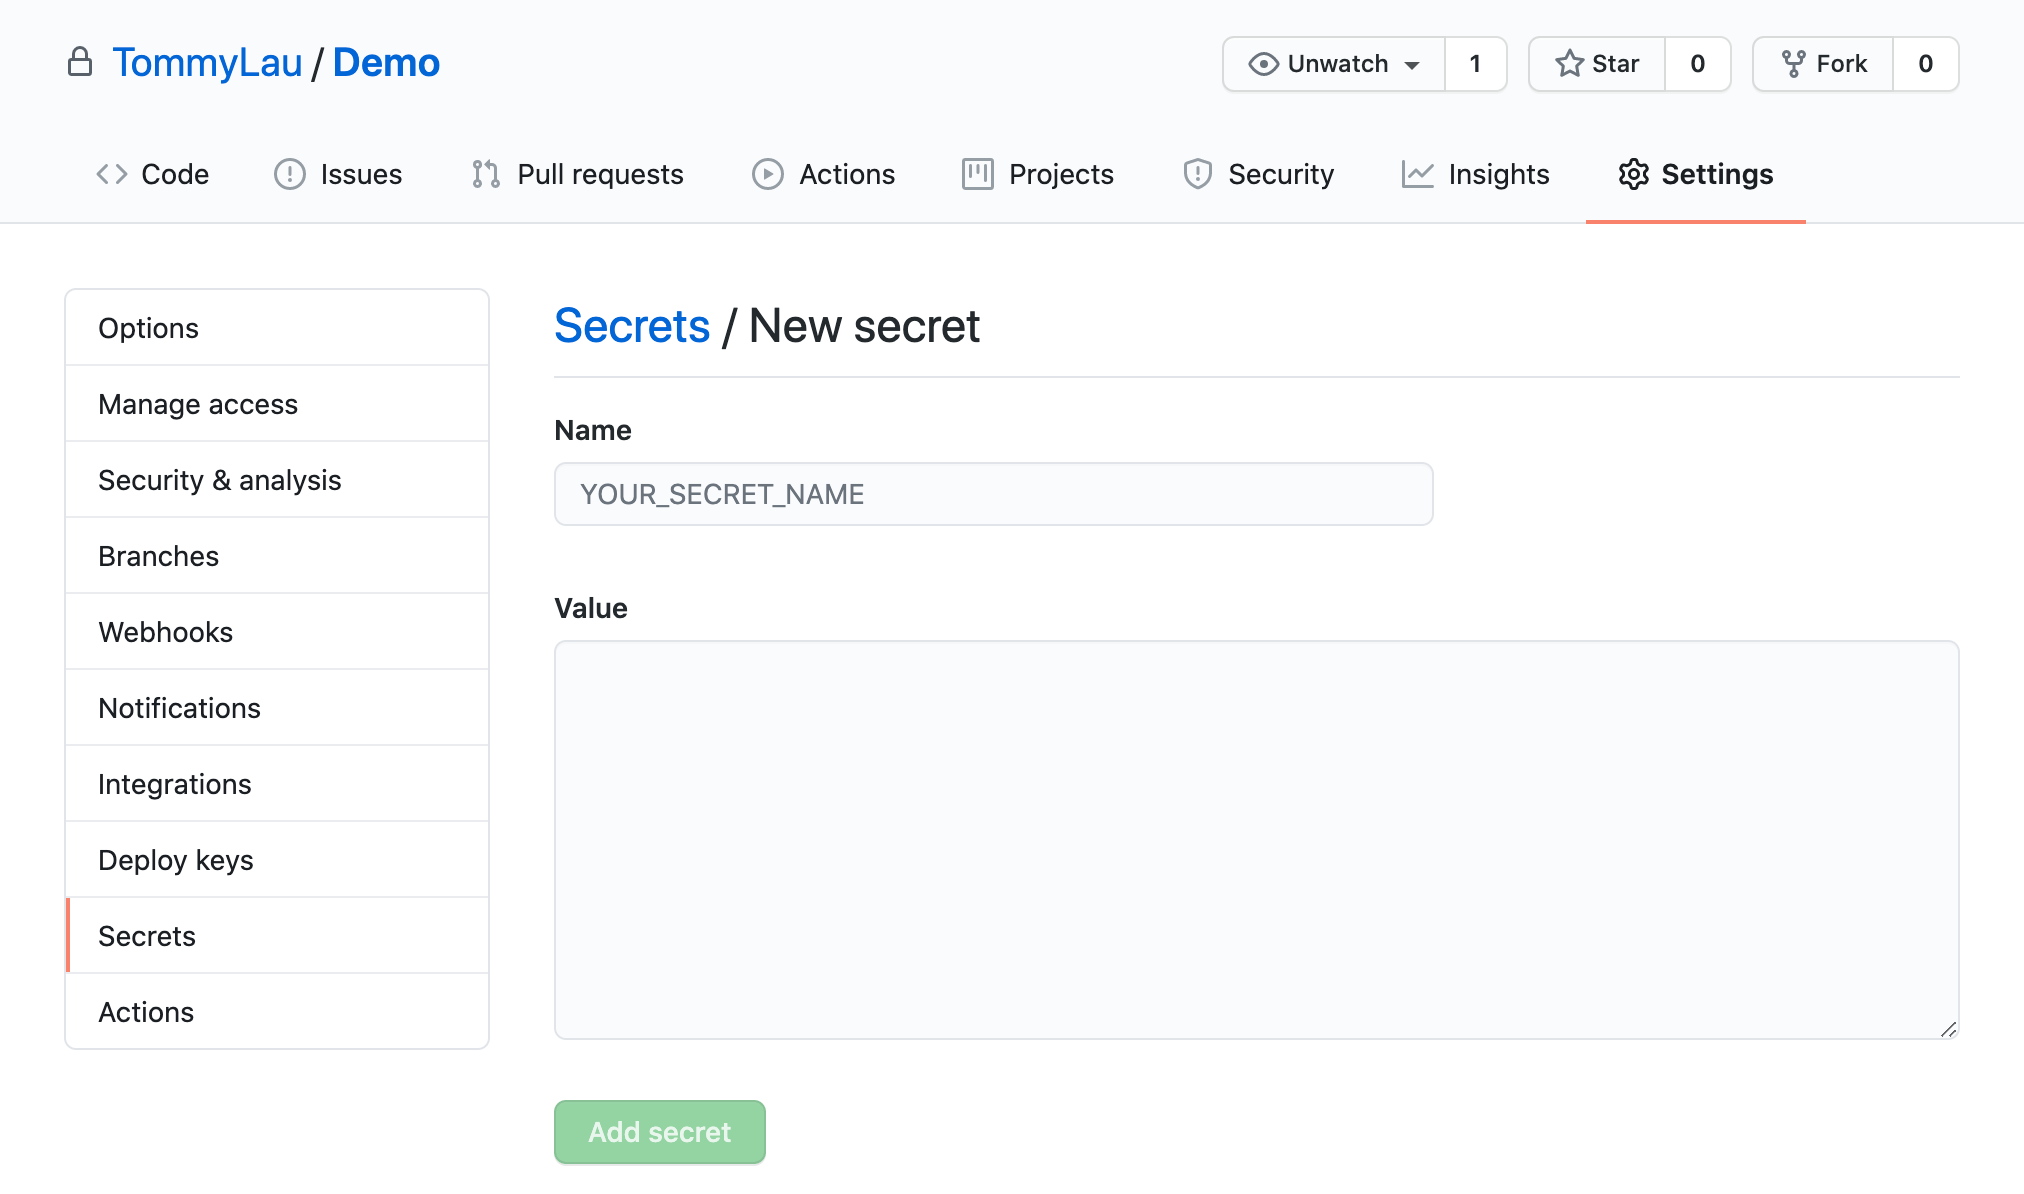 TommyLau / Demo
Unwatch 1 Star 0 Fork 0
Code Issues Pull requests Actions Projects Security Insights Settings
Options
Manage access
Security & analysis
Branches
Webhooks
Notifications
Integrations
Deploy keys
Secrets
Actions
Secrets / New secret
Name
YOUR_SECRET_NAME
Value
Add secret